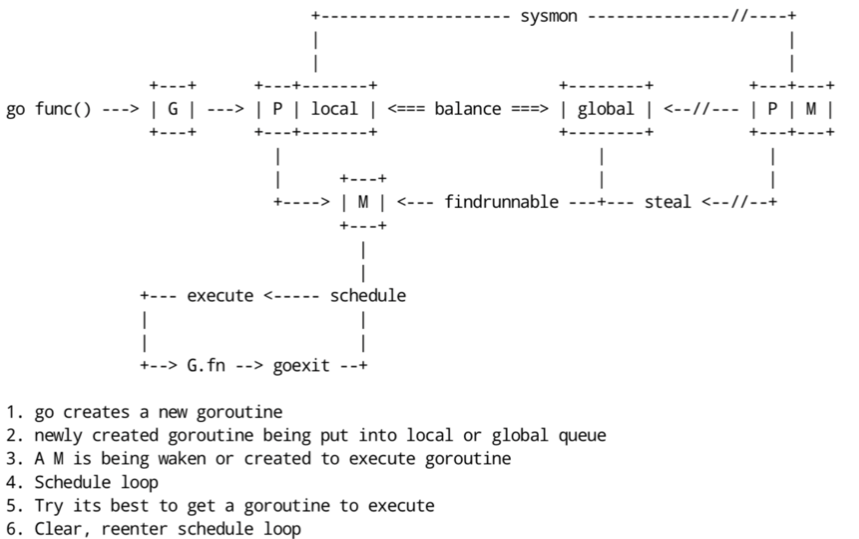 +-------------------- sysmon ---------------//----+
|                                                 |
|                                                 |
+---+      +---+-------+                   +--------+          +---+---+
go func() ---> | G | ---> | P | local | <=== balance ===> | global | <--//--- | P | M |
+---+      +---+-------+                   +--------+          +---+---+
|                                 |                 |
|      +---+                      |                 |
+----> | M | <--- findrunnable ---+--- steal <--//--+
+---+
|
|
+--- execute <----- schedule
|                      |
|                      |
+--> G.fn --> goexit --+
1. go creates a new goroutine
2. newly created goroutine being put into local or global queue
3. A M is being waken or created to execute goroutine
4. Schedule loop
5. Try its best to get a goroutine to execute
6. Clear, reenter schedule loop